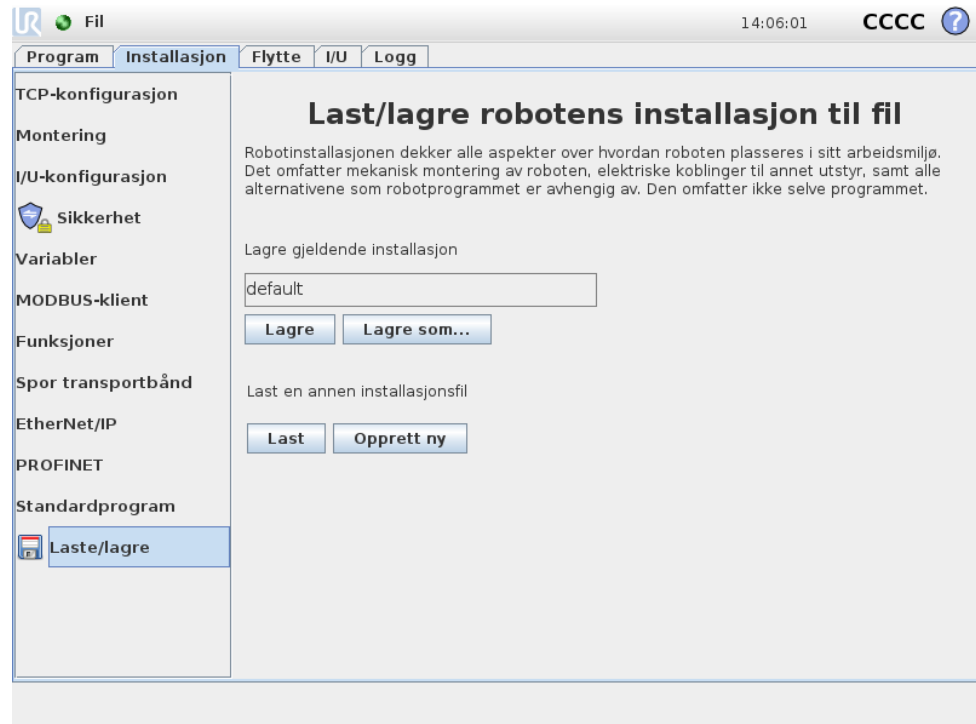 UR Fil 14:06:01 CCCC ?
Program Installasjon Flytte I/U Logg
TCP-konfigurasjon
Montering
I/U-konfigurasjon
Sikkerhet
Variabler
MODBUS-klient
Funksjoner
Spor transportbånd
EtherNet/IP
PROFINET
Standardprogram
Laste/lagre
Last/lagre robotens installasjon til fil
Robotinstallasjonen dekker alle aspekter over hvordan roboten plasseres i sitt arbeidsmiljø.
Det omfatter mekanisk montering av roboten, elektriske koblinger til annet utstyr, samt alle
alternativene som robotprogrammet er avhengig av. Den omfatter ikke selve programmet.
Lagre gjeldende installasjon
default
Lagre Lagre som...
Last en annen installasjonsfil
Last Opprett ny